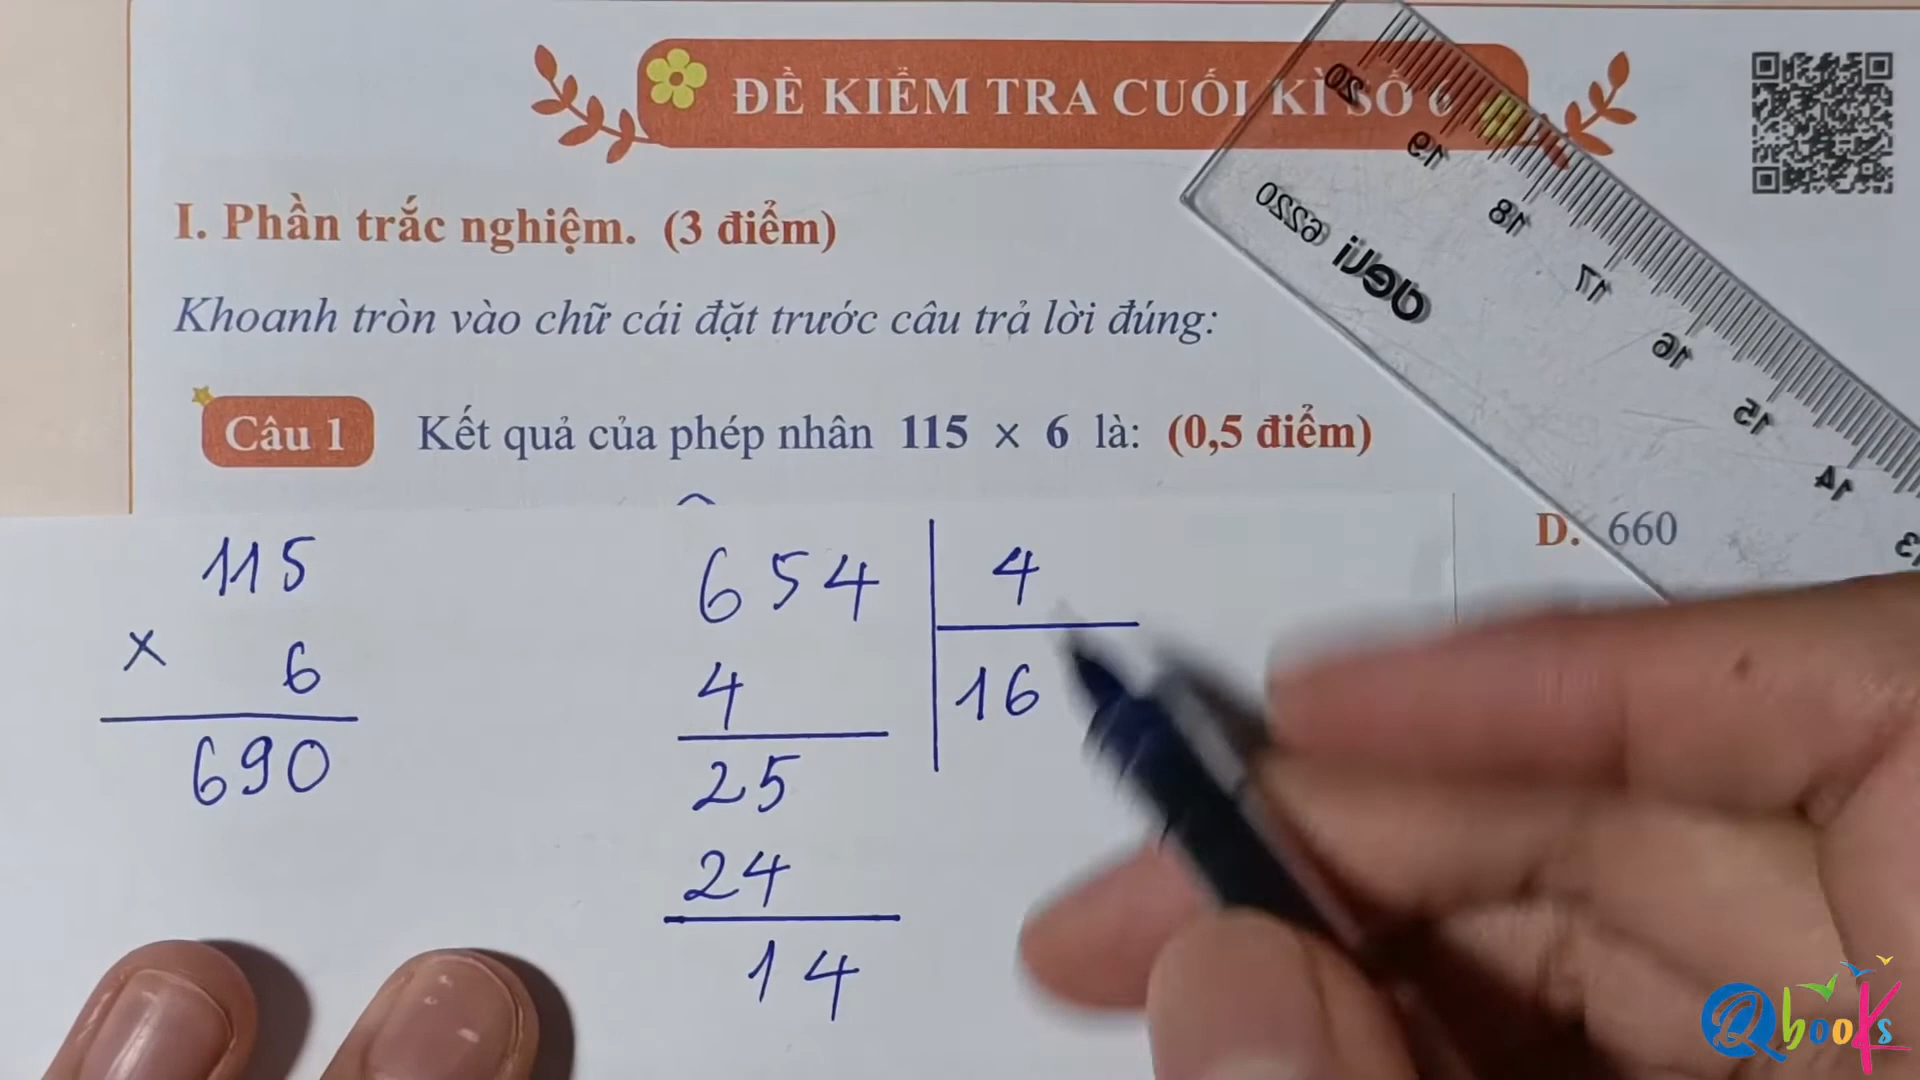 ĐỀ KIỂM TRA CUỐI KÌ SỐ 6
I. Phần trắc nghiệm. (3 điểm)
Khoanh tròn vào chữ cái đặt trước câu trả lời đúng:
Câu 1 Kết quả của phép nhân 115 × 6 là: (0,5 điểm)
D. 660
115
× 6
690
654 4
4 16
25
24
14
20
19
18
17
16
15
14
13
deli
6220
Qbooks